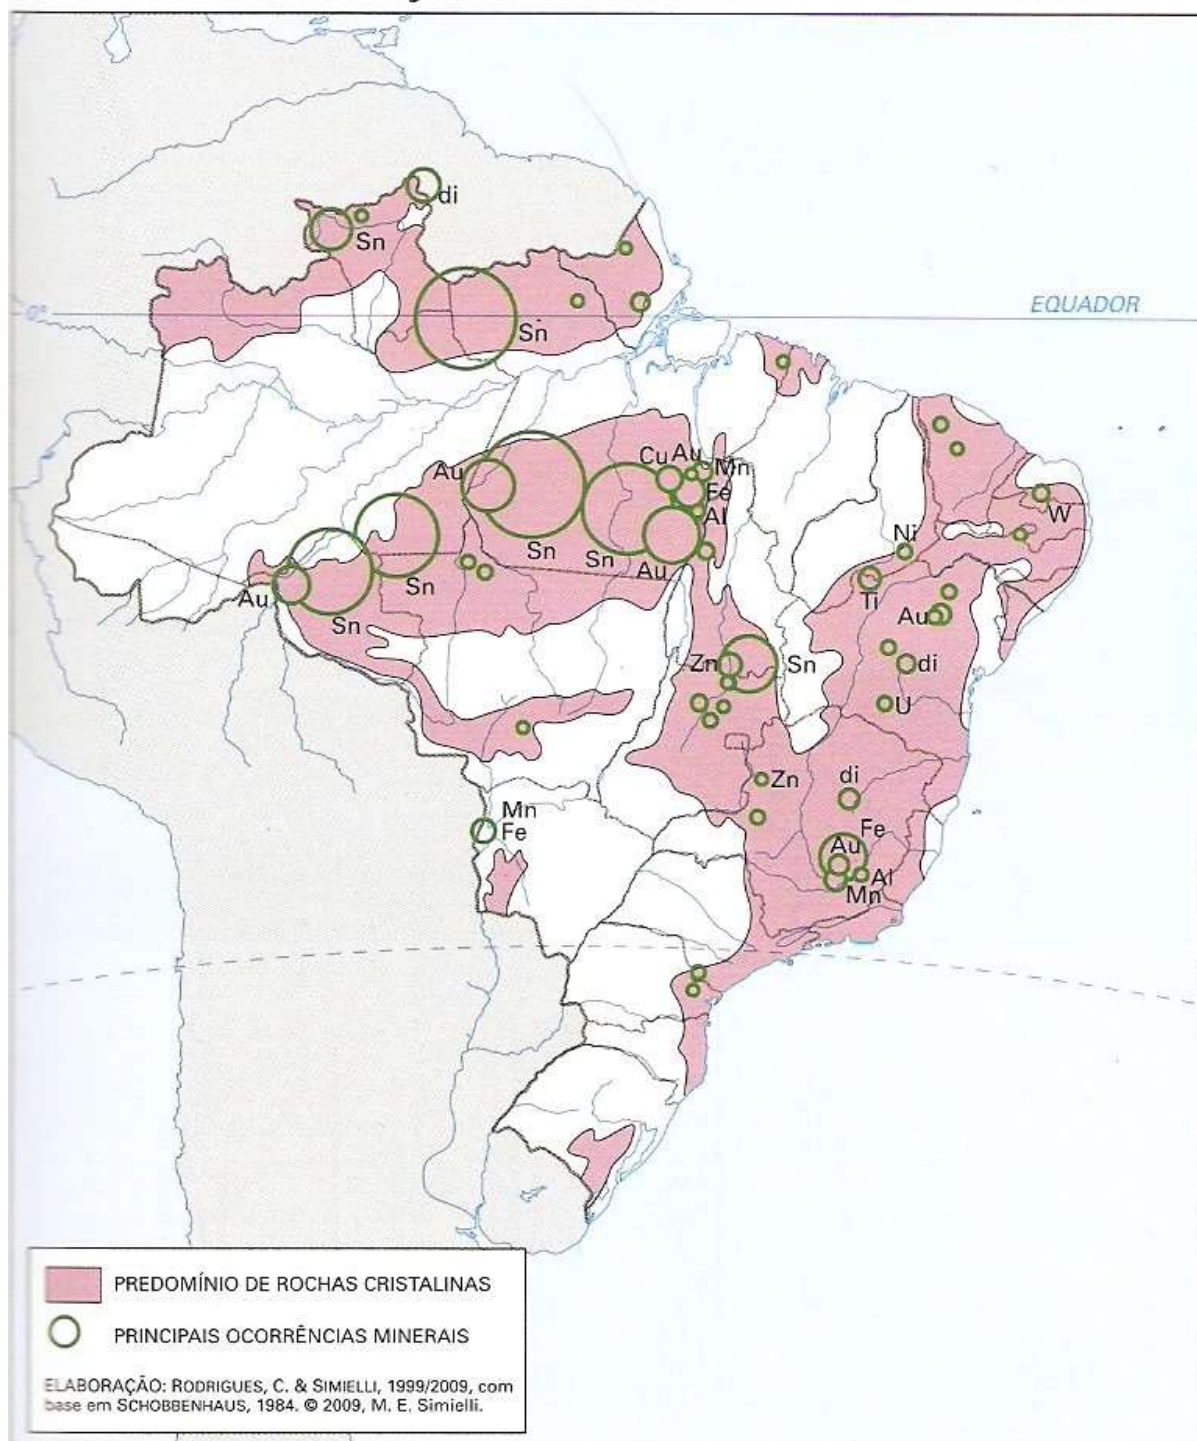 di
Sn
EQUADOR
0°
Sn
Au
Cu
Au
Mn
Fe
Al
Sn
Sn
Au
Sn
Au
Sn
W
Ni
Ti
Au
di
U
Zn
Sn
Zn
di
Mn
Fe
Fe
Au
Al
Mn
PREDOMÍNIO DE ROCHAS CRISTALINAS
PRINCIPAIS OCORRÊNCIAS MINERAIS
ELABORAÇÃO: RODRIGUES, C. & SIMIELLI, 1999/2009, com
base em SCHOBBENHAUS, 1984. © 2009, M. E. Simielli.